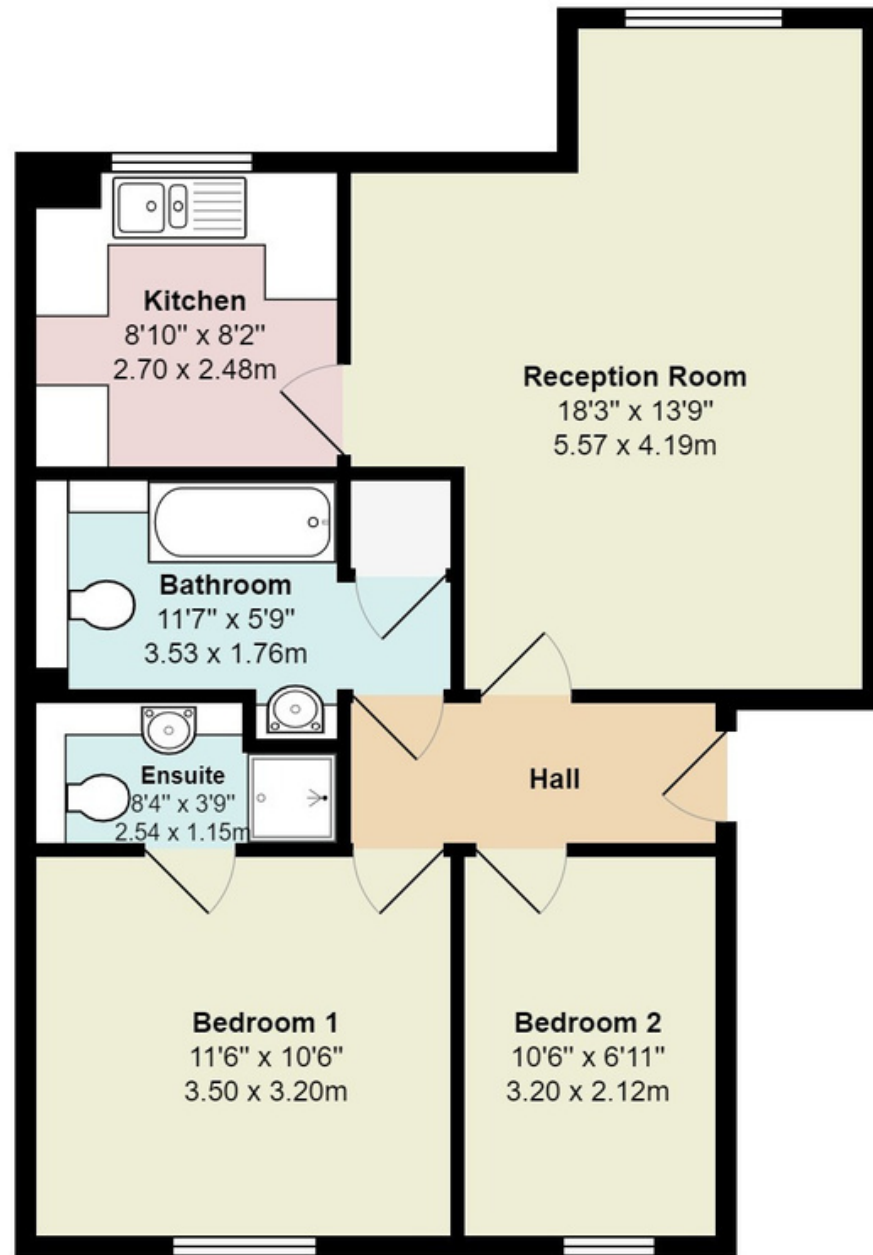 Kitchen
8'10" x 8'2"
2.70 x 2.48m
Reception Room
18'3" x 13'9"
5.57 x 4.19m
Bathroom
11'7" x 5'9"
3.53 x 1.76m
Ensuite
8'4" x 3'9"
2.54 x 1.15m
Hall
Bedroom 1
11'6" x 10'6"
3.50 x 3.20m
Bedroom 2
10'6" x 6'11"
3.20 x 2.12m